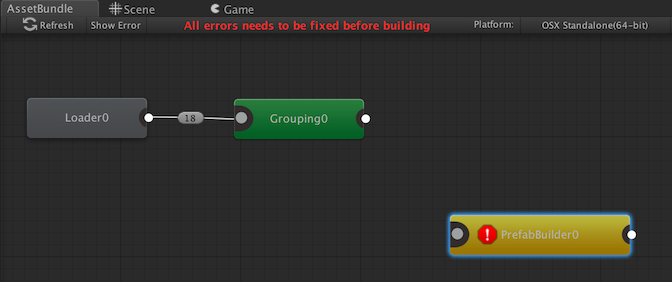 AssetBundle Scene Game
Refresh Show Error All errors needs to be fixed before building Platform: OSX Standalone(64-bit)
Loader0 18 Grouping0
PrefabBuilder0